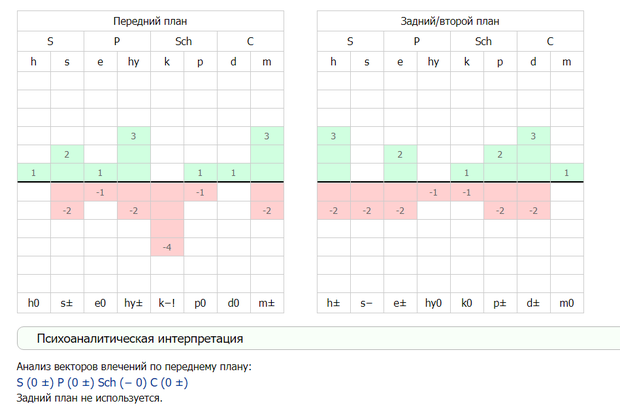 Передний план Задний/второй план
S P Sch C S P Sch C
h s e hy k p d m h s e hy k p d m
3 3 3 3
2 2 2
1 1 1 1 1 1
-1 -1 -1 -1
-2 -2 -2 -2 -2 -2 -2 -2
-4
h0 s± e0 hy± k−! p0 d0 m± h± s− e± hy0 k0 p± d± m0
Психоаналитическая интерпретация
Анализ векторов влечений по переднему плану:
S (0 ±) P (0 ±) Sch (− 0) C (0 ±)
Задний план не используется.